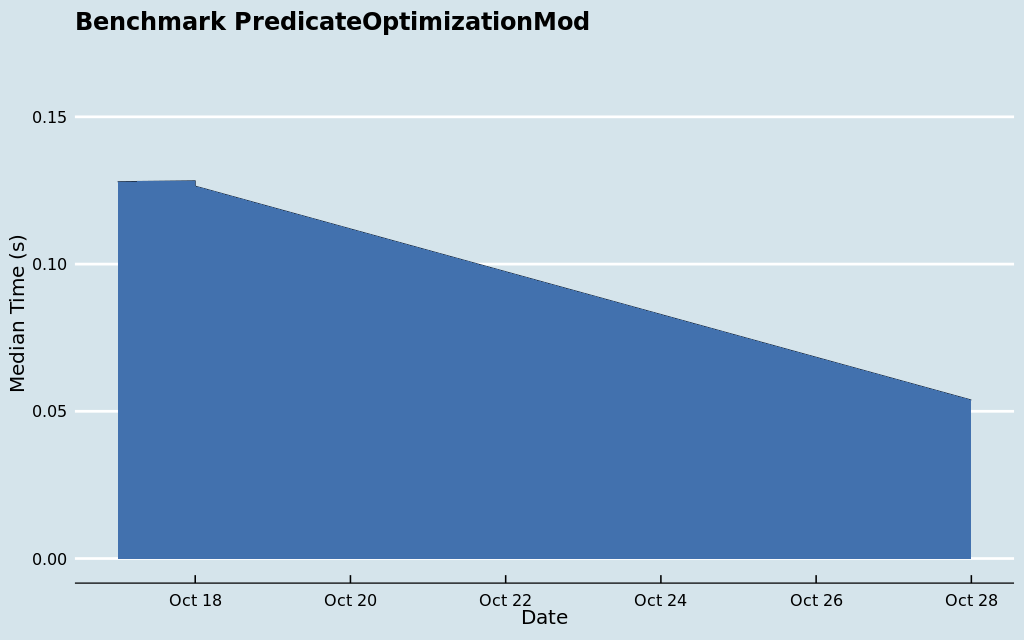 Benchmark PredicateOptimizationMod
Median Time (s)
0.15
0.10
0.05
0.00
Oct 18
Oct 20
Oct 22
Oct 24
Oct 26
Oct 28
Date